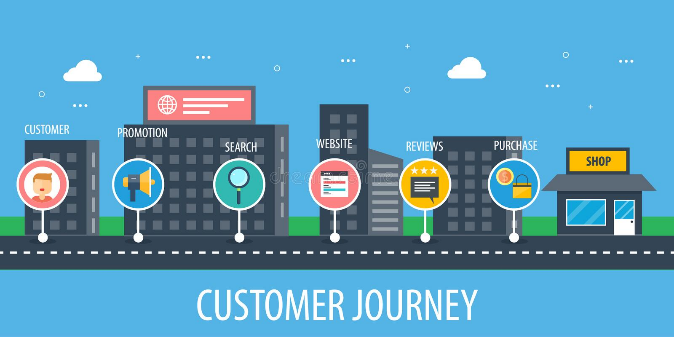 CUSTOMER
PROMOTION
SEARCH
WEBSITE
REVIEWS
PURCHASE
SHOP
CUSTOMER JOURNEY